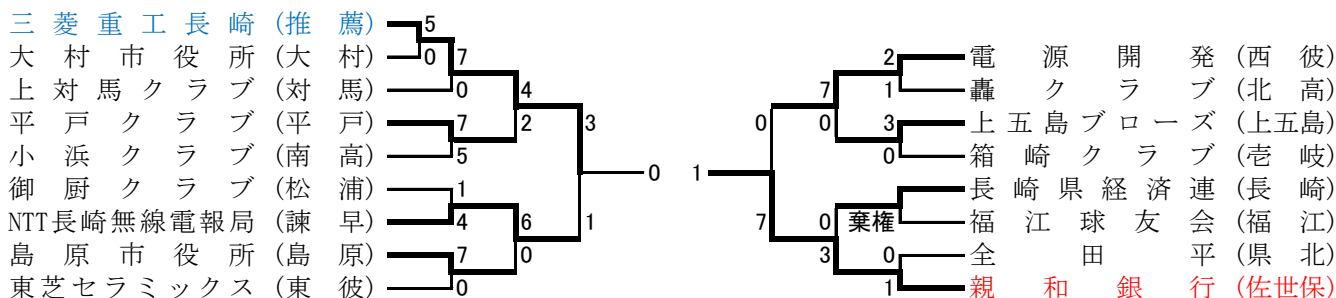 三菱重工長崎(推薦) 5
大村市役所(大村) 0 7
上対馬クラブ(対馬) 0 4
平戸クラブ(平戸) 7 2 3
小浜クラブ(南高) 5
0
御厨クラブ(松浦) 1
NTT長崎無線電報局(諫早) 4 6 1
島原市役所(島原) 7 0
東芝セラミックス(東彼) 0
2 電源開発(西彼)
7 1 轟クラブ(北高)
0 0 3 上五島ブローズ(上五島)
0 箱崎クラブ(壱岐)
1
長崎県経済連(長崎)
7 0 棄権 福江球友会(福江)
3 0 全田平(県北)
1 親和銀行(佐世保)